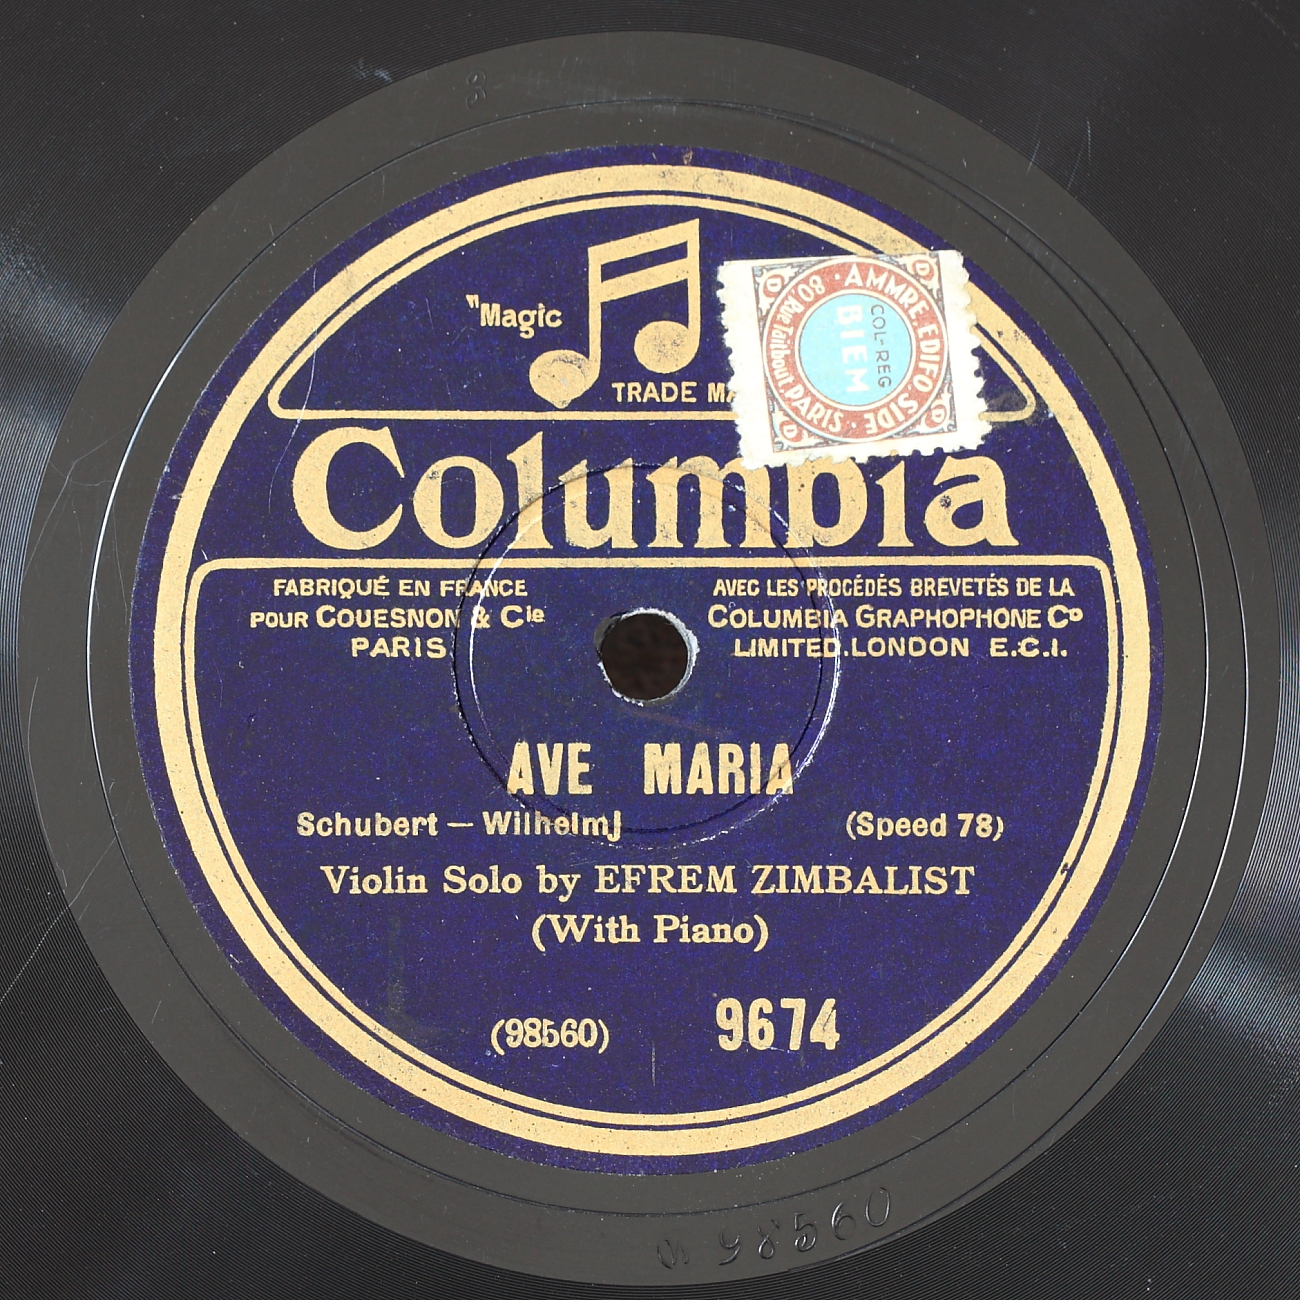 "Magic
TRADE MA
AMMRE. EDIFO. SIDE.
80, Rue Taitbout PARIS
COL-REG
BIEM
Columbia
FABRIQUÉ EN FRANCE
POUR COUESNON & Cie
PARIS
AVEC LES PROCÉDÉS BREVETÉS DE LA
COLUMBIA GRAPHOPHONE Co
LIMITED.LONDON E.C.I.
AVE MARIA
Schubert — Wilhelmj
(Speed 78)
Violin Solo by EFREM ZIMBALIST
(With Piano)
(98560)
9674
W 98560